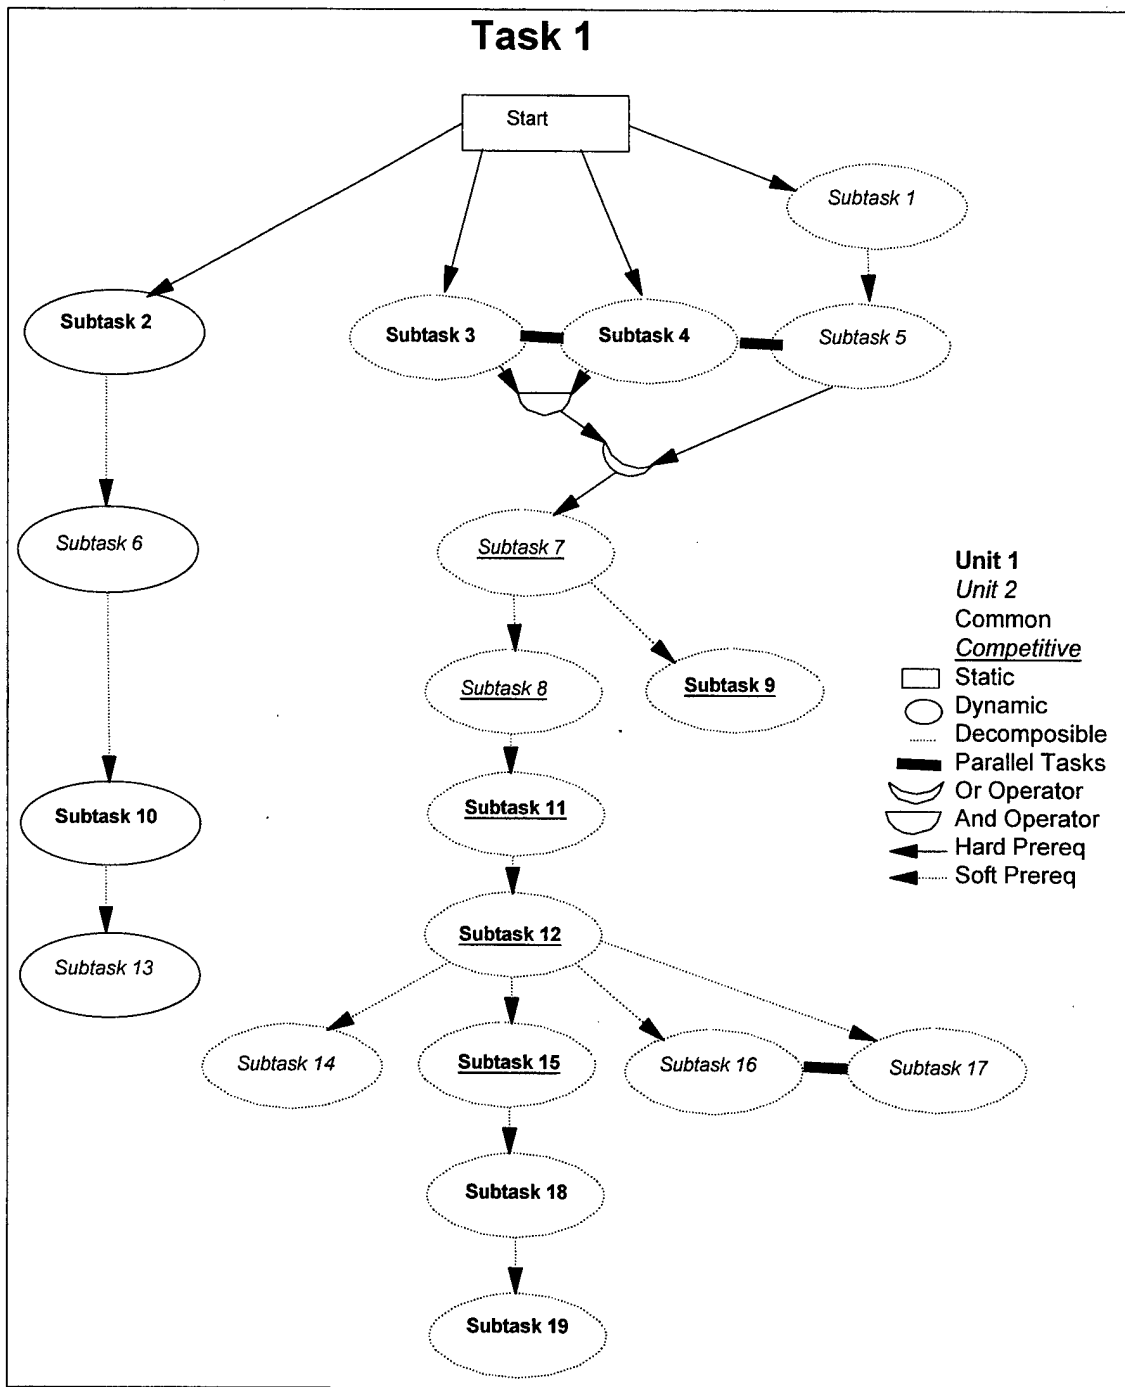 Task 1
Start
Subtask 1
Subtask 2
Subtask 3
Subtask 4
Subtask 5
Subtask 6
Subtask 7
Subtask 8
Subtask 9
Subtask 10
Subtask 11
Subtask 12
Subtask 13
Subtask 14
Subtask 15
Subtask 16
Subtask 17
Subtask 18
Subtask 19
Unit 1
Unit 2
Common
Competitive
Static
Dynamic
Decomposible
Parallel Tasks
Or Operator
And Operator
Hard Prereq
Soft Prereq